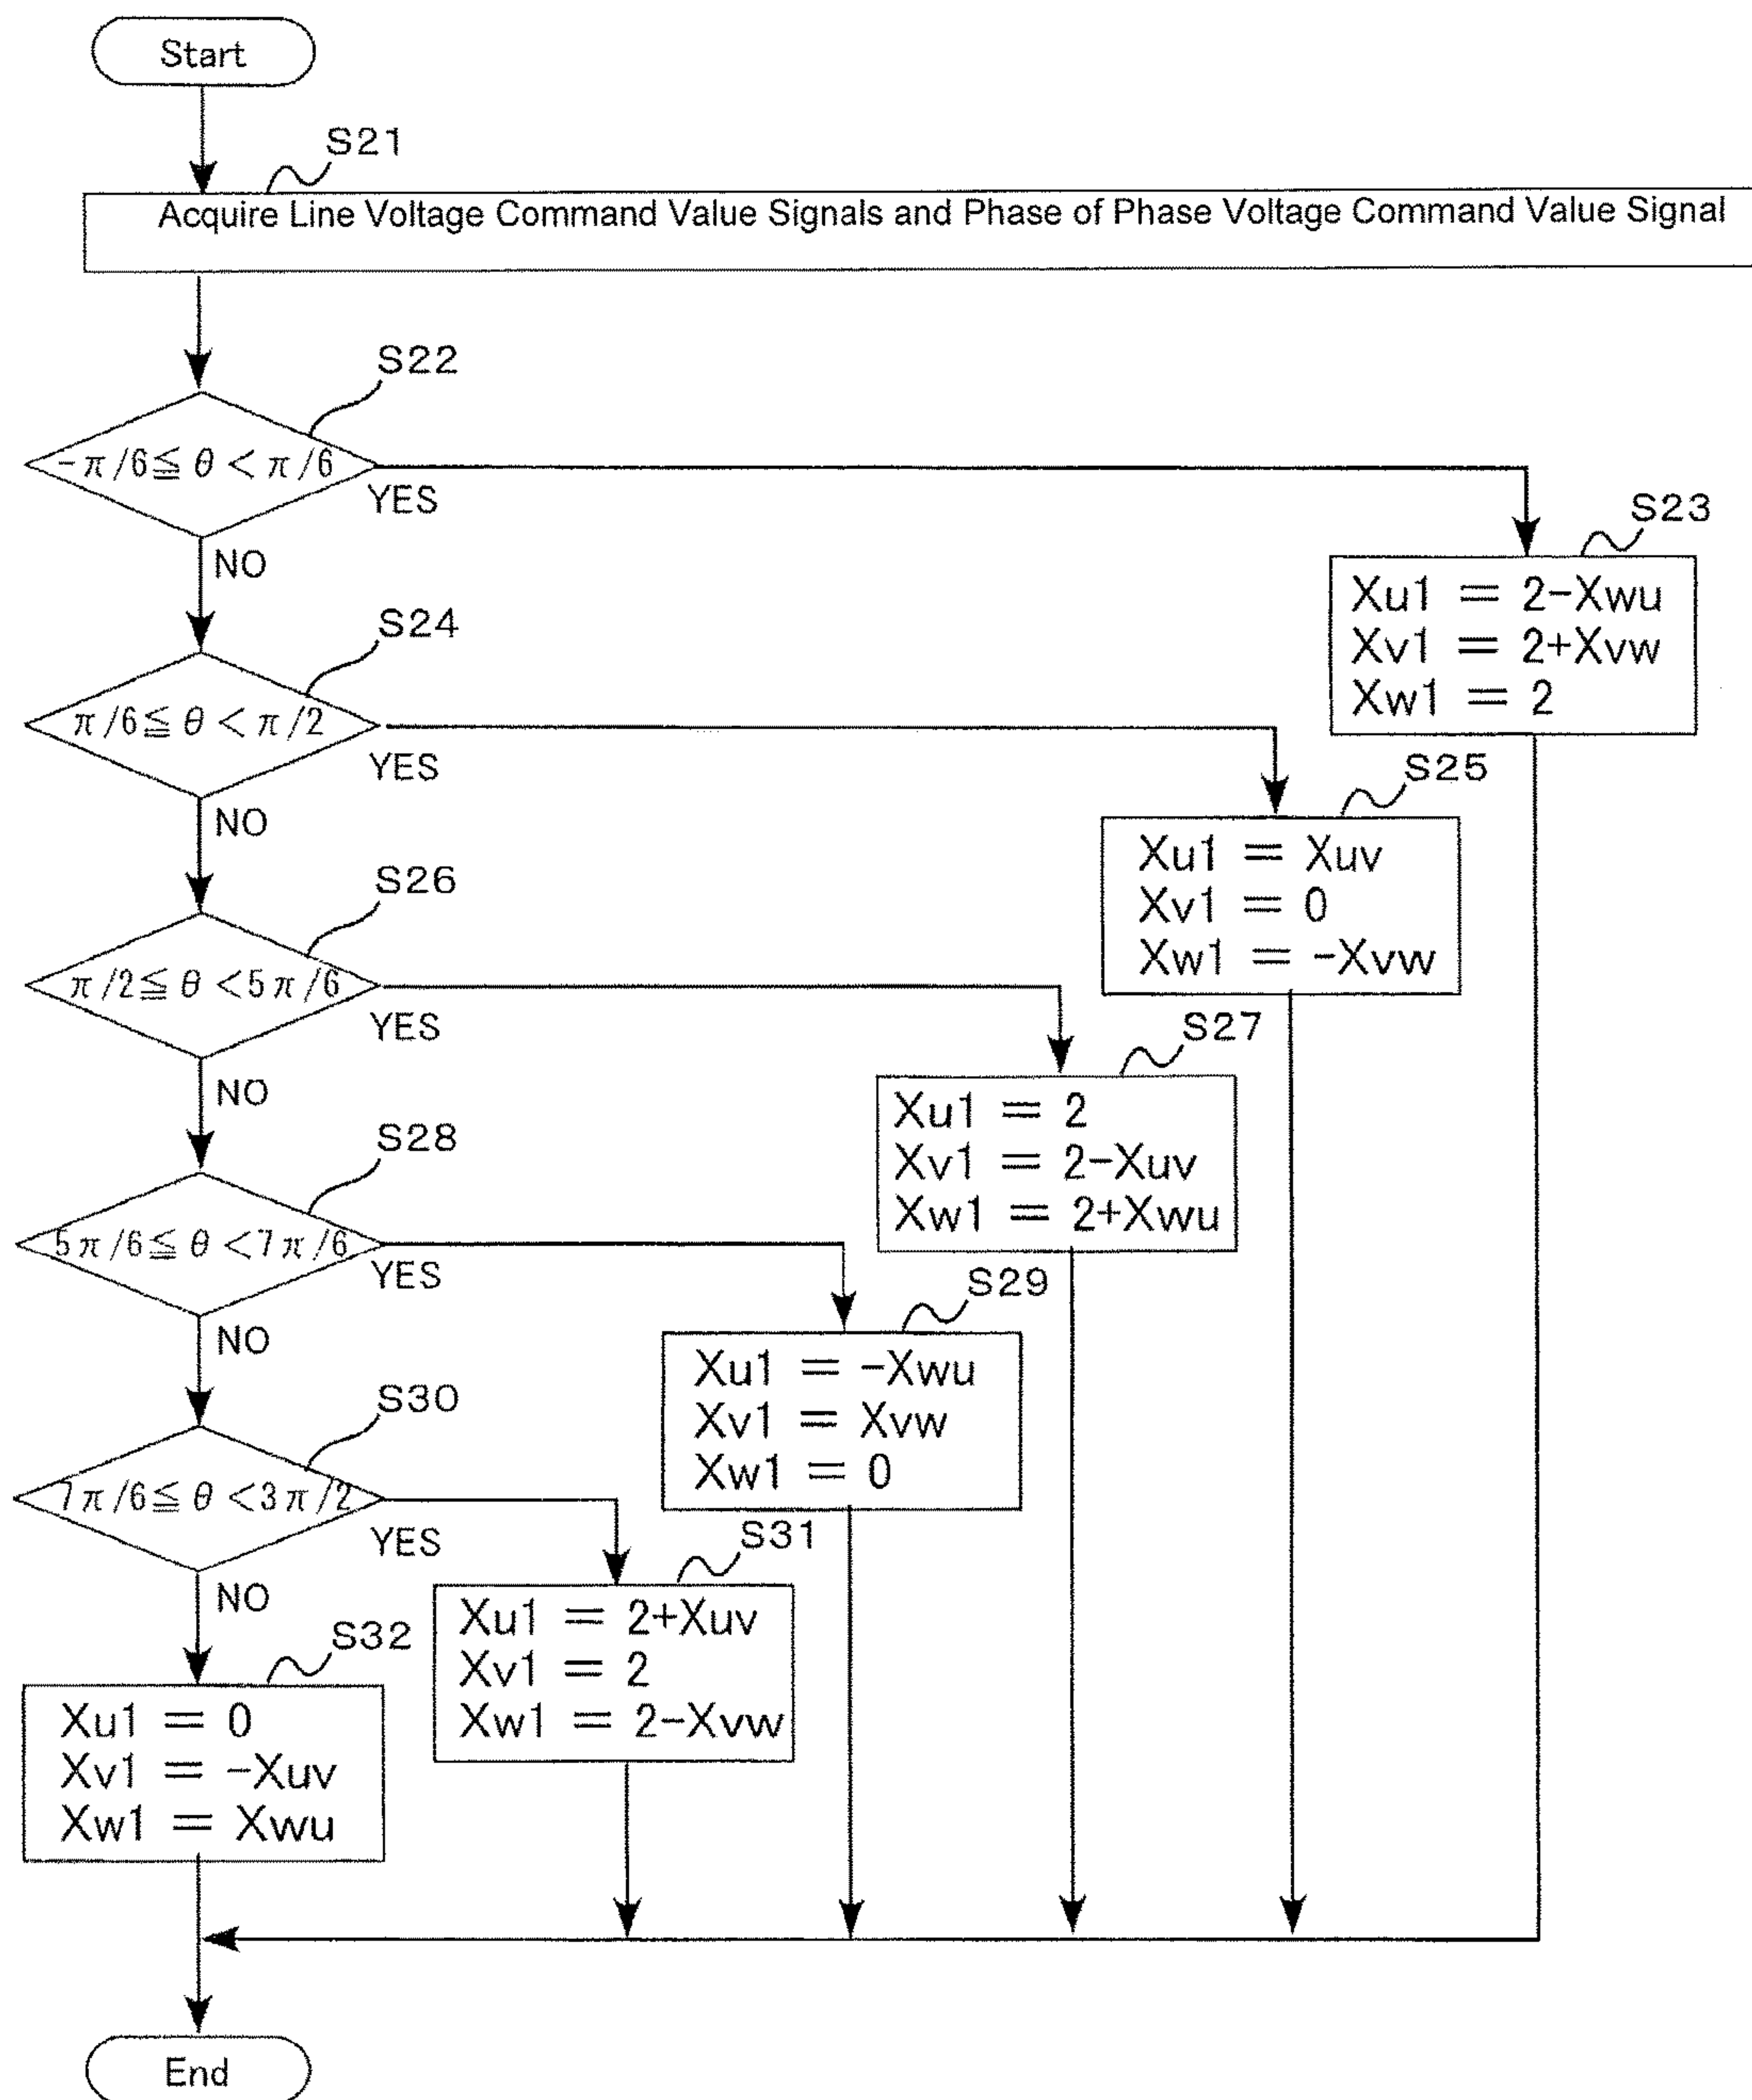 Start
S21
Acquire Line Voltage Command Value Signals and Phase of Phase Voltage Command Value Signal
S22
-π/6≦θ<π/6
YES
NO
S23
Xu1 = 2-Xwu
Xv1 = 2+Xvw
Xw1 = 2
S24
π/6≦θ<π/2
YES
NO
S25
Xu1 = Xuv
Xv1 = 0
Xw1 = -Xvw
S26
π/2≦θ<5π/6
YES
NO
S27
Xu1 = 2
Xv1 = 2-Xuv
Xw1 = 2+Xwu
S28
5π/6≦θ<7π/6
YES
NO
S29
Xu1 = -Xwu
Xv1 = Xvw
Xw1 = 0
S30
7π/6≦θ<3π/2
YES
NO
S31
Xu1 = 2+Xuv
Xv1 = 2
Xw1 = 2-Xvw
S32
Xu1 = 0
Xv1 = -Xuv
Xw1 = Xwu
End